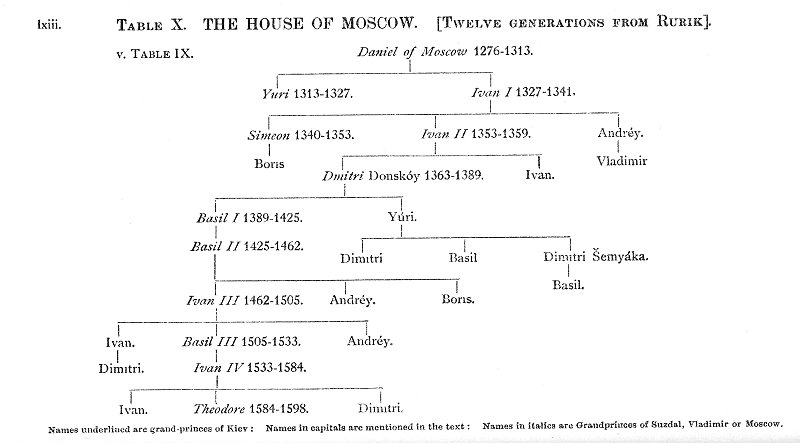 lxiii. TABLE X. THE HOUSE OF MOSCOW. [TWELVE GENERATIONS FROM RURIK].
v. TABLE IX. Daniel of Moscow 1276-1313.
Yuri 1313-1327. Ivan I 1327-1341.
Simeon 1340-1353. Ivan II 1353-1359. Andréy.
Boris Vladimir
Dmitri Donskóy 1363-1389. Ivan.
Basil I 1389-1425. Yúri.
Basil II 1425-1462.
Dimitri Basil Dimitri Šemyáka.
Basil.
Ivan III 1462-1505. Andréy. Boris.
Ivan. Basil III 1505-1533. Andréy.
Dimitri. Ivan IV 1533-1584.
Ivan. Theodore 1584-1598. Dimitri.
Names underlined are grand-princes of Kiev : Names in capitals are mentioned in the text : Names in italics are Grandprinces of Suzdal, Vladimir or Moscow.